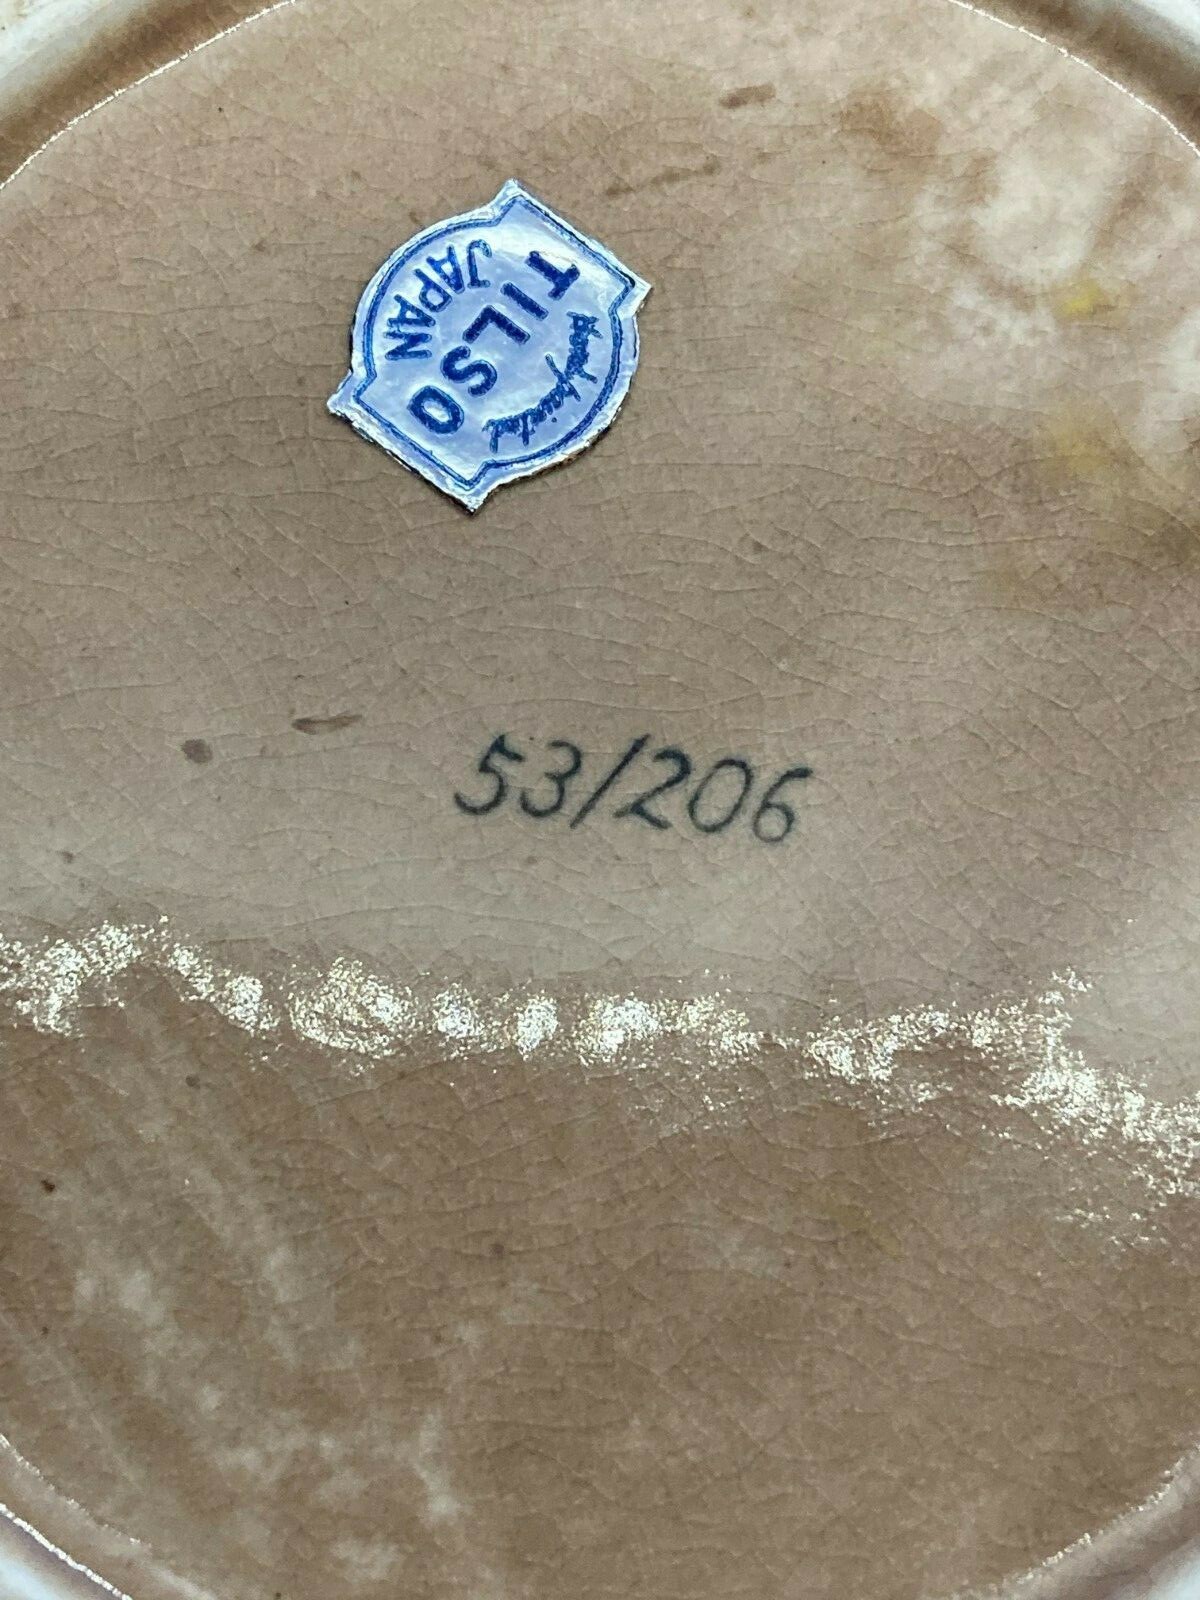 Hand painted
TILSO
JAPAN
53/206